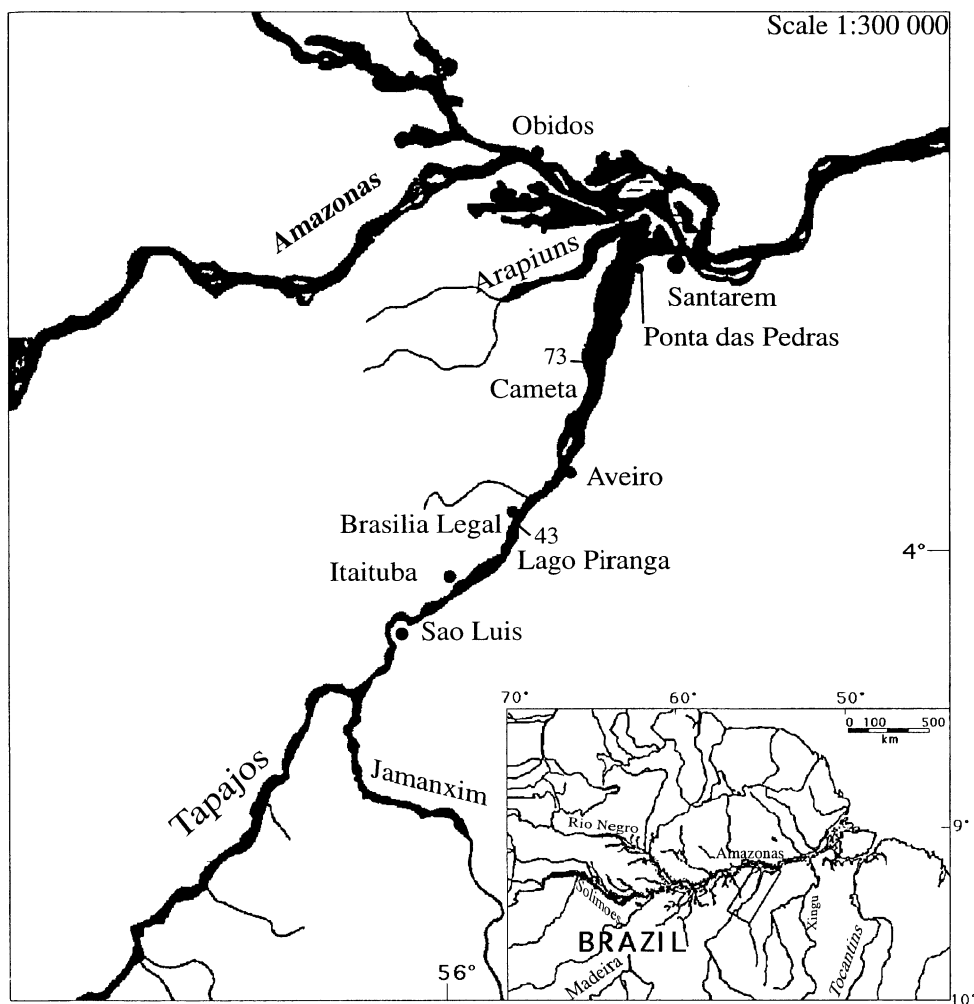 Scale 1:300 000
Obidos
Amazonas
Arapiuns
Santarem
Ponta das Pedras
73
Cameta
Aveiro
Brasilia Legal
43
4°
Lago Piranga
Itaituba
Sao Luis
70°
60°
50°
0 100 500
km
Tapajos
Jamanxim
Rio Negro
9°
Amazonas
Solimoes
Xingu
BRAZIL
Madeira
Tocantins
56°
10°